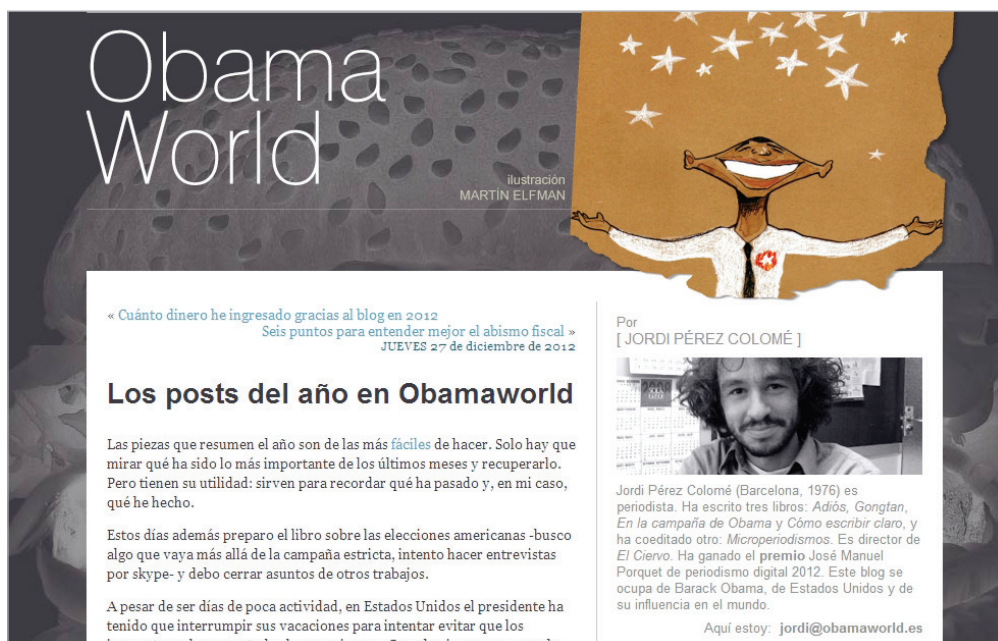 Obama
World
ilustración
MARTÍN ELFMAN
« Cuánto dinero he ingresado gracias al blog en 2012
Seis puntos para entender mejor el abismo fiscal »
JUEVES 27 de diciembre de 2012
Los posts del año en Obamaworld
Las piezas que resumen el año son de las más fáciles de hacer. Solo hay que
mirar qué ha sido lo más importante de los últimos meses y recuperarlo.
Pero tienen su utilidad: sirven para recordar qué ha pasado y, en mi caso,
qué he hecho.
Estos días además preparo el libro sobre las elecciones americanas -busco
algo que vaya más allá de la campaña estricta, intento hacer entrevistas
por skype- y debo cerrar asuntos de otros trabajos.
A pesar de ser días de poca actividad, en Estados Unidos el presidente ha
tenido que interrumpir sus vacaciones para intentar evitar que los
Por
[ JORDI PÉREZ COLOMÉ ]
2008
Jordi Pérez Colomé (Barcelona, 1976) es
periodista. Ha escrito tres libros: Adiós, Gongtan,
En la campaña de Obama y Cómo escribir claro, y
ha coeditado otro: Microperiodismos. Es director de
El Ciervo. Ha ganado el premio José Manuel
Porquet de periodismo digital 2012. Este blog se
ocupa de Barack Obama, de Estados Unidos y de
su influencia en el mundo.
Aquí estoy: jordi@obamaworld.es